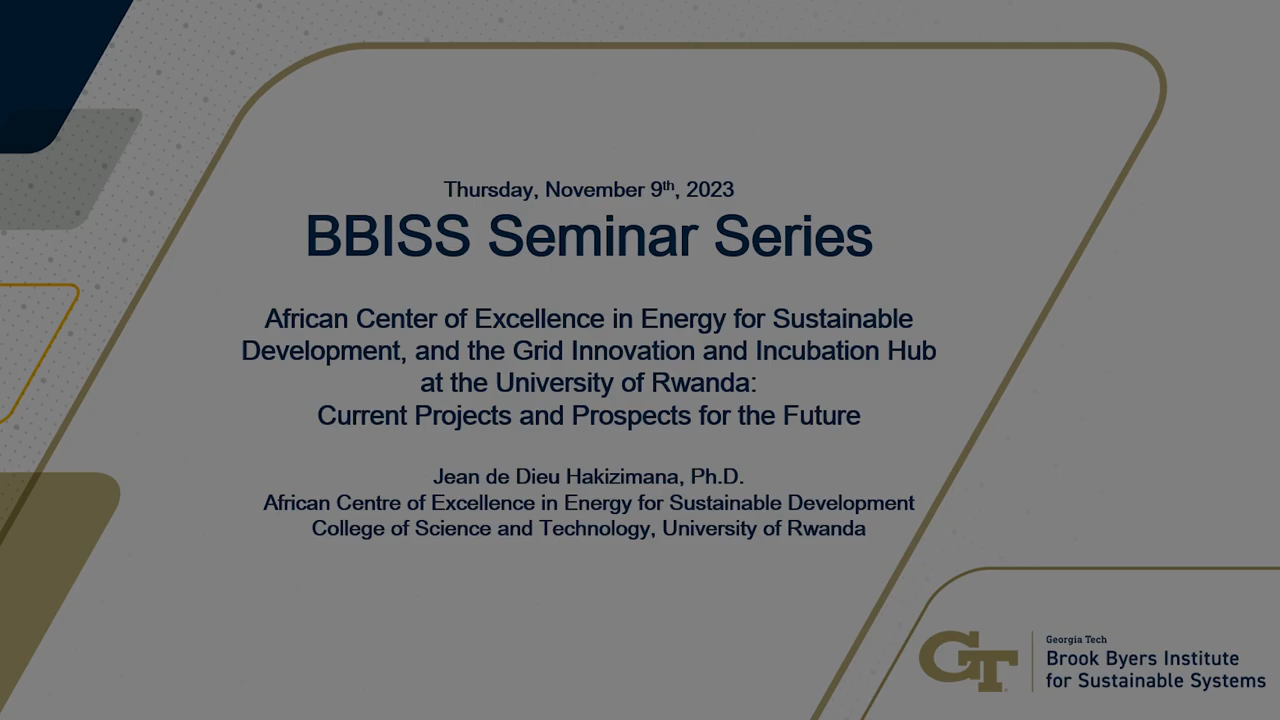 Thursday, November 9th, 2023
BBISS Seminar Series
African Center of Excellence in Energy for Sustainable
Development, and the Grid Innovation and Incubation Hub
at the University of Rwanda:
Current Projects and Prospects for the Future
Jean de Dieu Hakizimana, Ph.D.
African Centre of Excellence in Energy for Sustainable Development
College of Science and Technology, University of Rwanda
GT
Georgia Tech
Brook Byers Institute
for Sustainable Systems